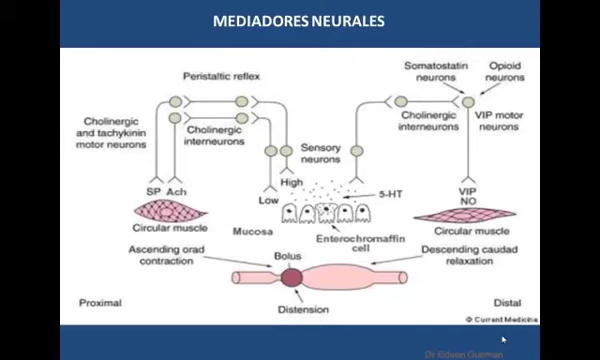 MEDIADORES NEURALES
Somatostatin
neurons
Opioid
neurons
Peristaltic reflex
Cholinergic
and tachykinin
motor neurons
Cholinergic
interneurons
Sensory
neurons
Cholinergic
interneurons
VIP motor
neurons
High
Low
5-HT
SP Ach
VIP
NO
Circular muscle
Mucosa
Enterochromaffin
cell
Circular muscle
Ascending orad
contraction
Bolus
Descending caudad
relaxation
Distension
Proximal
Distal
© Current Medicine
Dr Edison Guzman